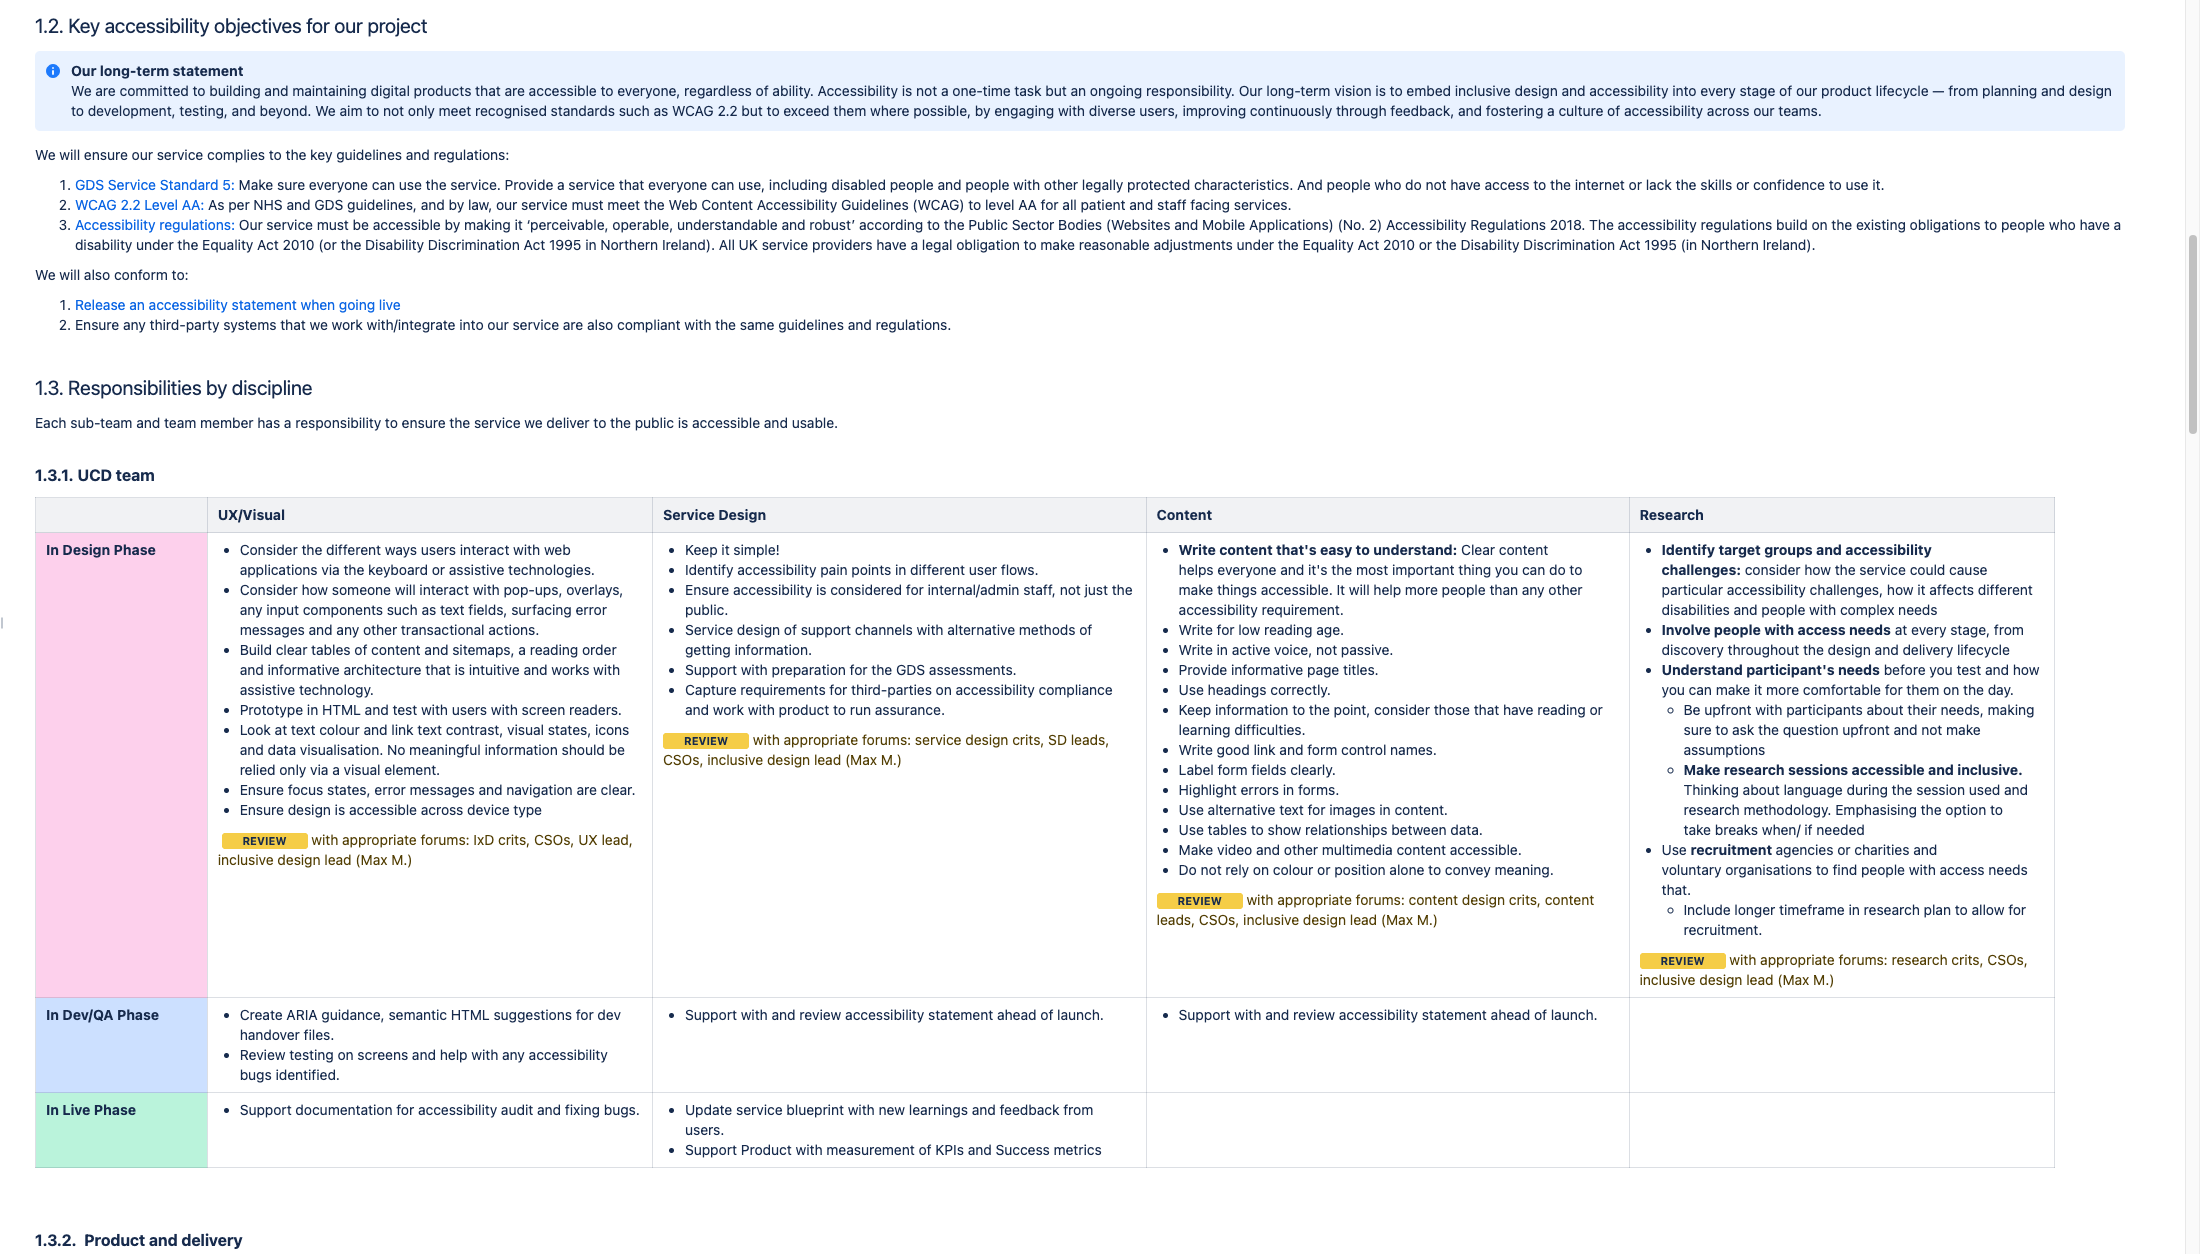 1.2. Key accessibility objectives for our project
Our long-term statement
We are committed to building and maintaining digital products that are accessible to everyone, regardless of ability. Accessibility is not a one-time task but an ongoing responsibility. Our long-term vision is to embed inclusive design and accessibility into every stage of our product lifecycle — from planning and design
to development, testing, and beyond. We aim to not only meet recognised standards such as WCAG 2.2 but to exceed them where possible, by engaging with diverse users, improving continuously through feedback, and fostering a culture of accessibility across our teams.
We will ensure our service complies to the key guidelines and regulations:
1. GDS Service Standard 5: Make sure everyone can use the service. Provide a service that everyone can use, including disabled people and people with other legally protected characteristics. And people who do not have access to the internet or lack the skills or confidence to use it.
2. WCAG 2.2 Level AA: As per NHS and GDS guidelines, and by law, our service must meet the Web Content Accessibility Guidelines (WCAG) to level AA for all patient and staff facing services.
3. Accessibility regulations: Our service must be accessible by making it ‘perceivable, operable, understandable and robust’ according to the Public Sector Bodies (Websites and Mobile Applications) (No. 2) Accessibility Regulations 2018. The accessibility regulations build on the existing obligations to people who have a
disability under the Equality Act 2010 (or the Disability Discrimination Act 1995 in Northern Ireland). All UK service providers have a legal obligation to make reasonable adjustments under the Equality Act 2010 or the Disability Discrimination Act 1995 (in Northern Ireland).
We will also conform to:
1. Release an accessibility statement when going live
2. Ensure any third-party systems that we work with/integrate into our service are also compliant with the same guidelines and regulations.
1.3. Responsibilities by discipline
Each sub-team and team member has a responsibility to ensure the service we deliver to the public is accessible and usable.
1.3.1. UCD team
UX/Visual
Service Design
Content
Research
In Design Phase
• Consider the different ways users interact with web
applications via the keyboard or assistive technologies.
• Consider how someone will interact with pop-ups, overlays,
any input components such as text fields, surfacing error
messages and any other transactional actions.
• Build clear tables of content and sitemaps, a reading order
and informative architecture that is intuitive and works with
assistive technology.
• Prototype in HTML and test with users with screen readers.
• Look at text colour and link text contrast, visual states, icons
and data visualisation. No meaningful information should be
relied only via a visual element.
• Ensure focus states, error messages and navigation are clear.
• Ensure design is accessible across device type
REVIEW with appropriate forums: IxD crits, CSOs, UX lead,
inclusive design lead (Max M.)
• Keep it simple!
• Identify accessibility pain points in different user flows.
• Ensure accessibility is considered for internal/admin staff, not just the
public.
• Service design of support channels with alternative methods of
getting information.
• Support with preparation for the GDS assessments.
• Capture requirements for third-parties on accessibility compliance
and work with product to run assurance.
REVIEW with appropriate forums: service design crits, SD leads,
CSOs, inclusive design lead (Max M.)
• Write content that's easy to understand: Clear content
helps everyone and it's the most important thing you can do to
make things accessible. It will help more people than any other
accessibility requirement.
• Write for low reading age.
• Write in active voice, not passive.
• Provide informative page titles.
• Use headings correctly.
• Keep information to the point, consider those that have reading or
learning difficulties.
• Write good link and form control names.
• Label form fields clearly.
• Highlight errors in forms.
• Use alternative text for images in content.
• Use tables to show relationships between data.
• Make video and other multimedia content accessible.
• Do not rely on colour or position alone to convey meaning.
REVIEW with appropriate forums: content design crits, content
leads, CSOs, inclusive design lead (Max M.)
• Identify target groups and accessibility
challenges: consider how the service could cause
particular accessibility challenges, how it affects different
disabilities and people with complex needs
• Involve people with access needs at every stage, from
discovery throughout the design and delivery lifecycle
• Understand participant's needs before you test and how
you can make it more comfortable for them on the day.
◦ Be upfront with participants about their needs, making
sure to ask the question upfront and not make
assumptions
◦ Make research sessions accessible and inclusive.
Thinking about language during the session used and
research methodology. Emphasising the option to
take breaks when/ if needed
• Use recruitment agencies or charities and
voluntary organisations to find people with access needs
that.
◦ Include longer timeframe in research plan to allow for
recruitment.
REVIEW with appropriate forums: research crits, CSOs,
inclusive design lead (Max M.)
In Dev/QA Phase
• Create ARIA guidance, semantic HTML suggestions for dev
handover files.
• Review testing on screens and help with any accessibility
bugs identified.
• Support with and review accessibility statement ahead of launch.
• Support with and review accessibility statement ahead of launch.
In Live Phase
• Support documentation for accessibility audit and fixing bugs.
• Update service blueprint with new learnings and feedback from
users.
• Support Product with measurement of KPIs and Success metrics
1.3.2. Product and delivery